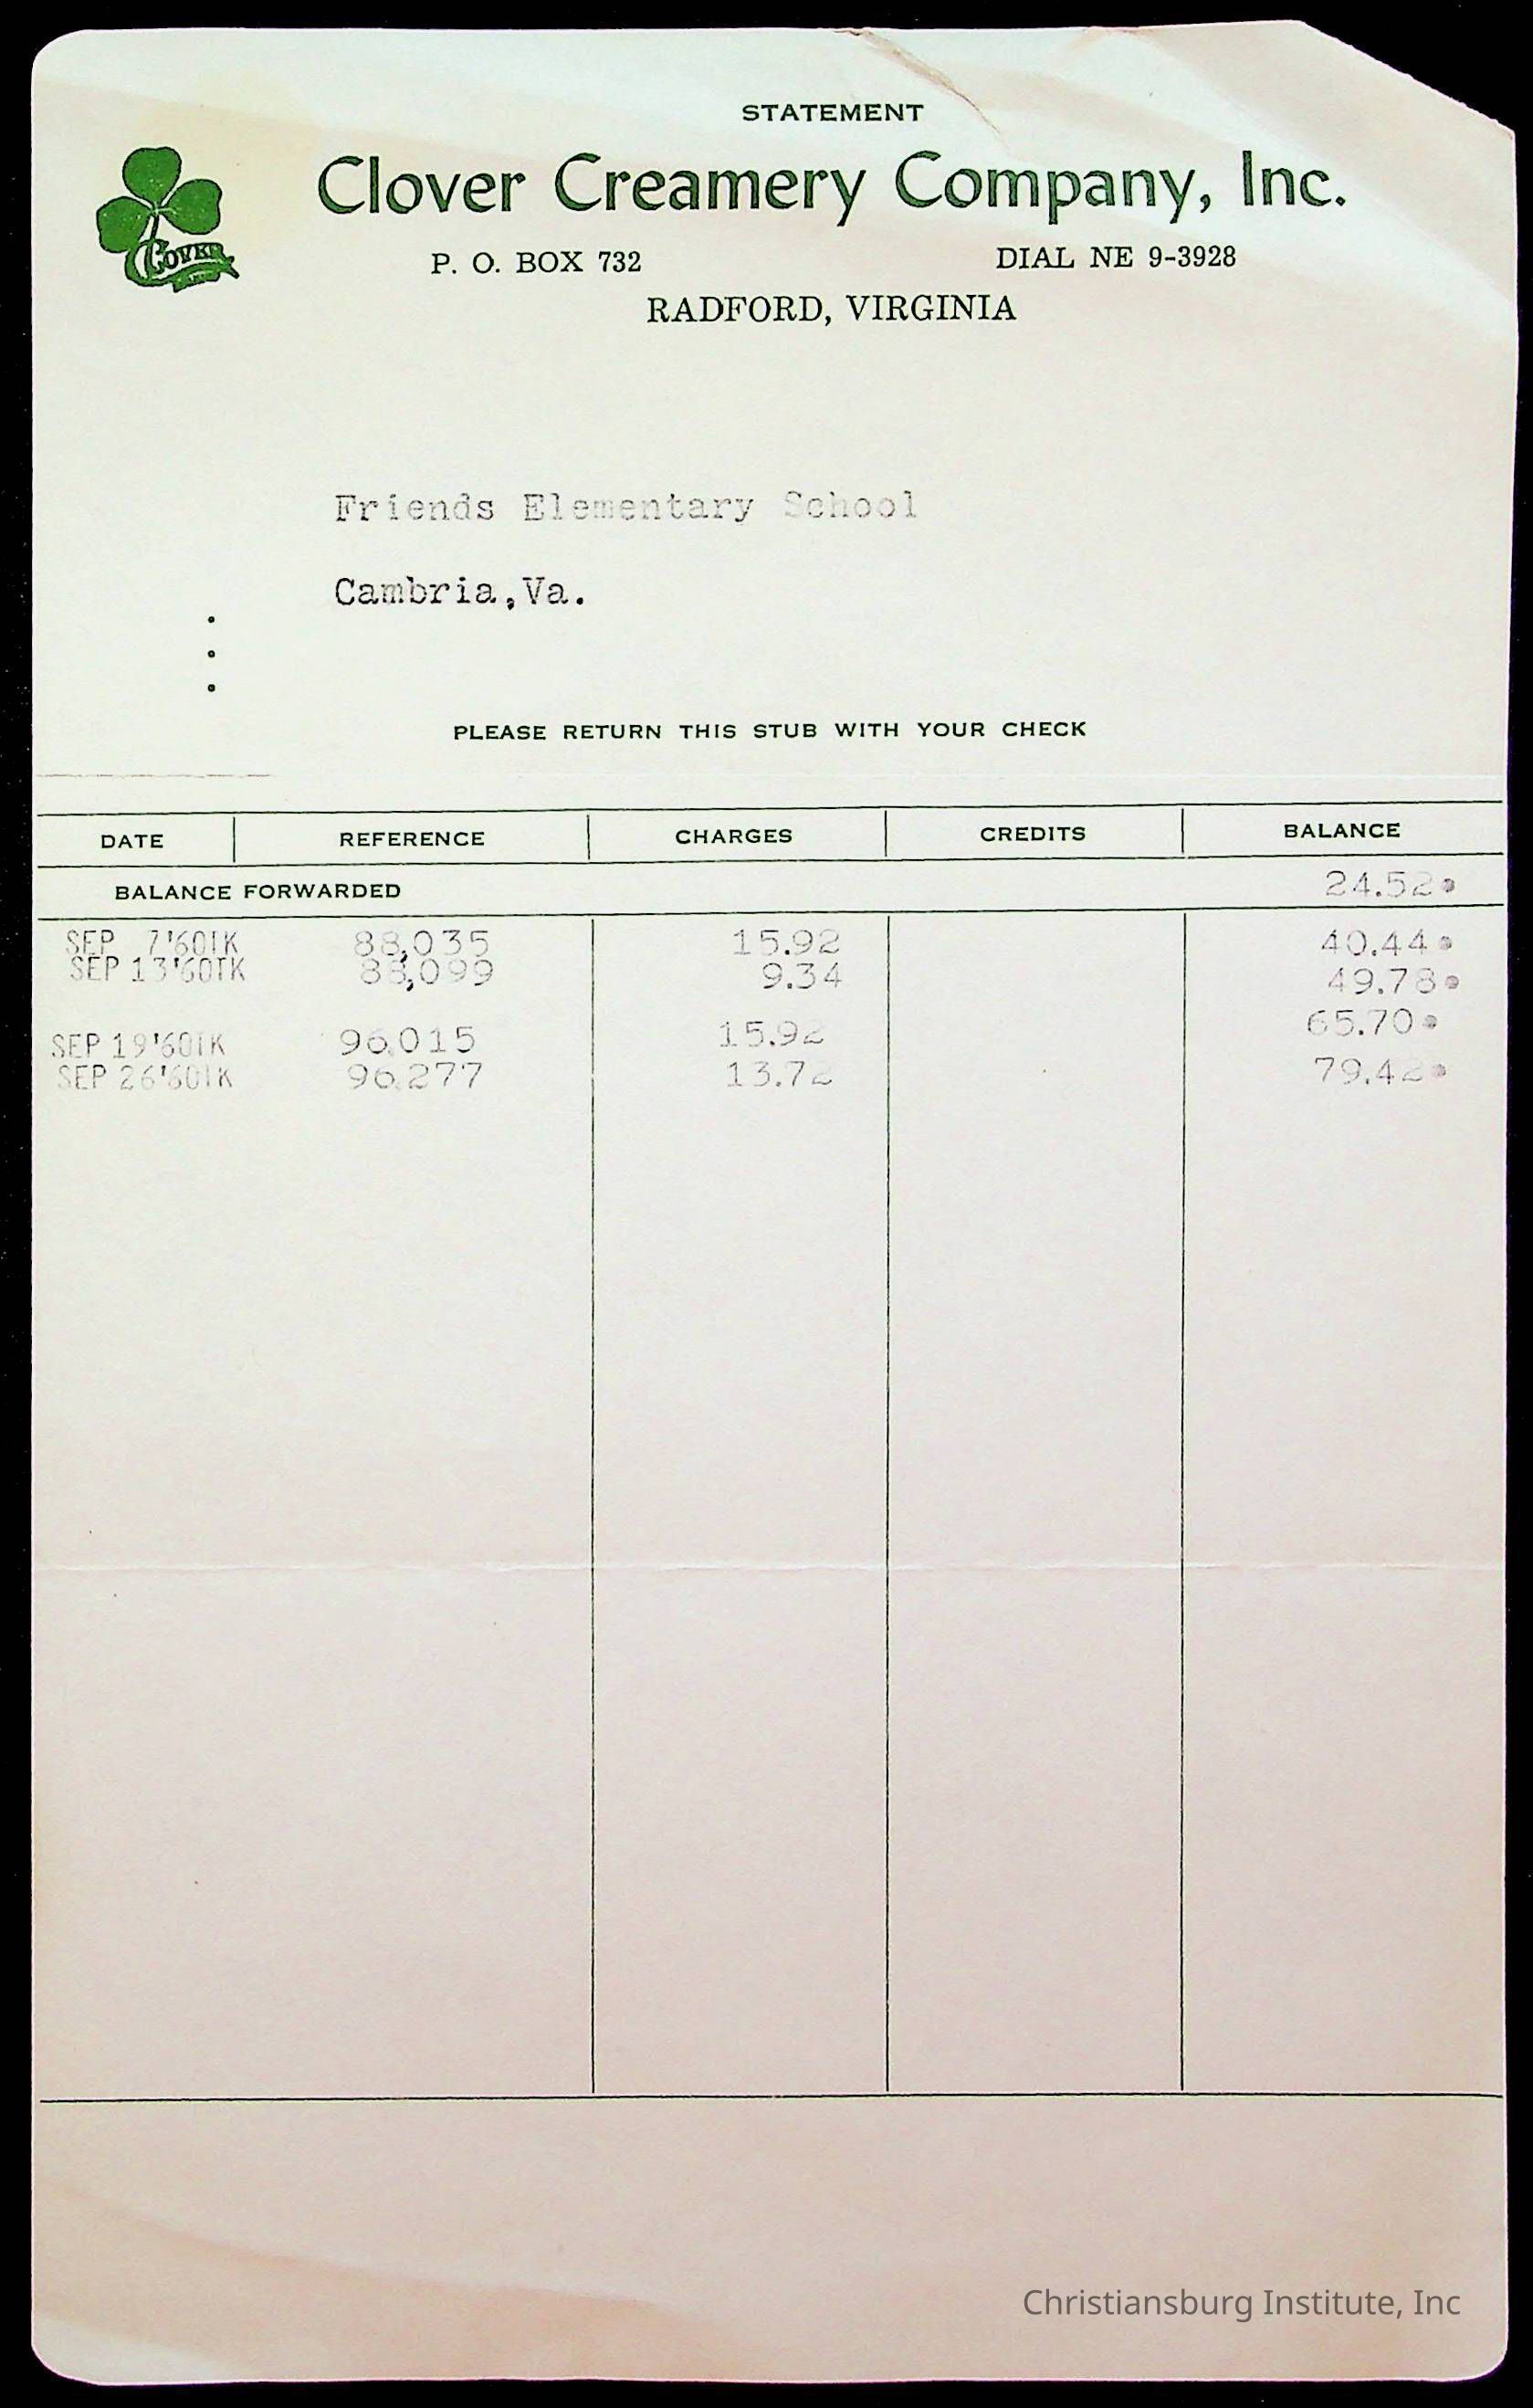 STATEMENT
Clover Creamery Company, Inc.
CLOVER
P. O. BOX 732 DIAL NE 9-3928
RADFORD, VIRGINIA
Friends Elementary School
Cambria,Va.
PLEASE RETURN THIS STUB WITH YOUR CHECK
DATE REFERENCE CHARGES CREDITS BALANCE
BALANCE FORWARDED 24.52
SEP 7'60TK 88,035 15.92 40.44
SEP 13'60TK 88,099 9.34 49.78
SEP 19'60TK 96,015 15.92 65.70
SEP 26'60TK 96,277 13.72 79.42
Christiansburg Institute, Inc